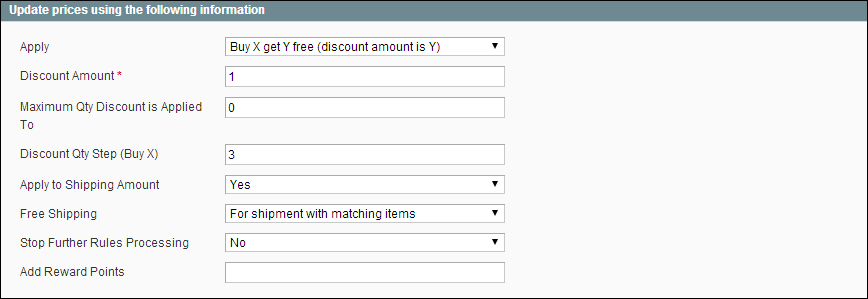 Update prices using the following information
Apply Buy X get Y free (discount amount is Y)
Discount Amount * 1
Maximum Qty Discount is Applied 0
To
Discount Qty Step (Buy X) 3
Apply to Shipping Amount Yes
Free Shipping For shipment with matching items
Stop Further Rules Processing No
Add Reward Points